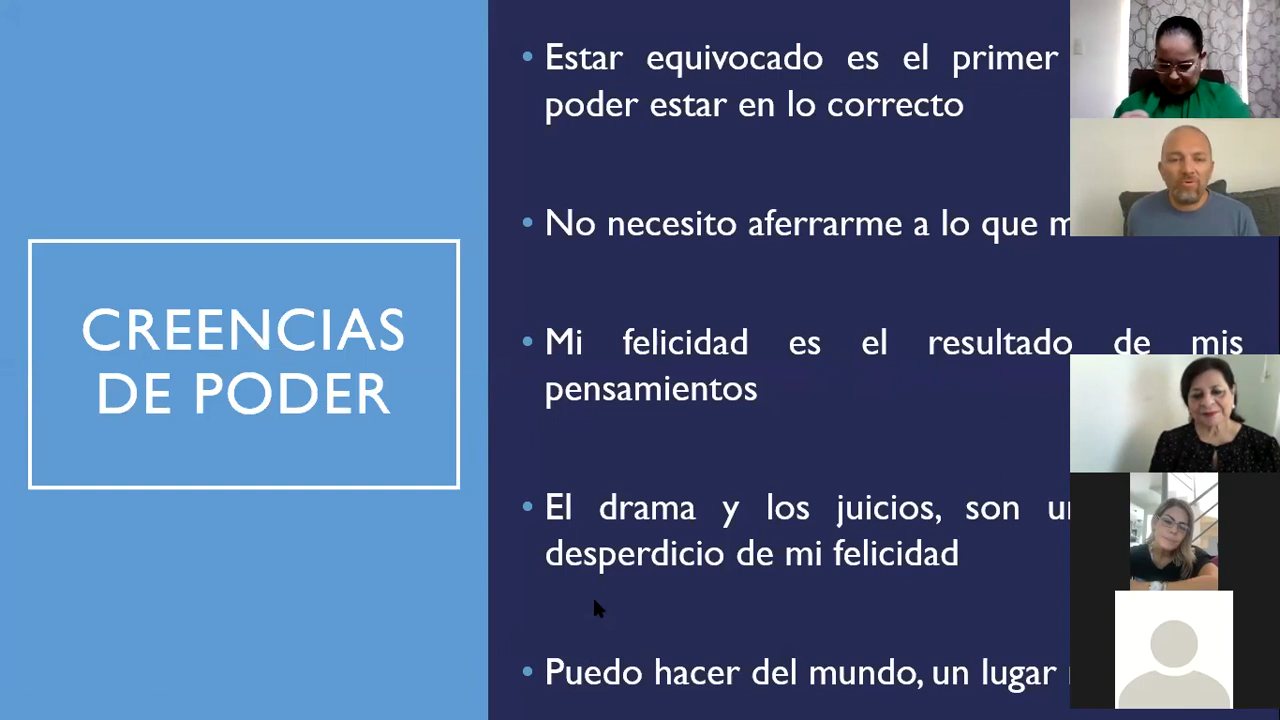 CREENCIAS
DE PODER
Estar equivocado es el primer
poder estar en lo correcto
No necesito aferrarme a lo que
Mi felicidad es el resultado de mis
pensamientos
El drama y los juicios, son
desperdicio de mi felicidad
Puedo hacer del mundo, un lugar